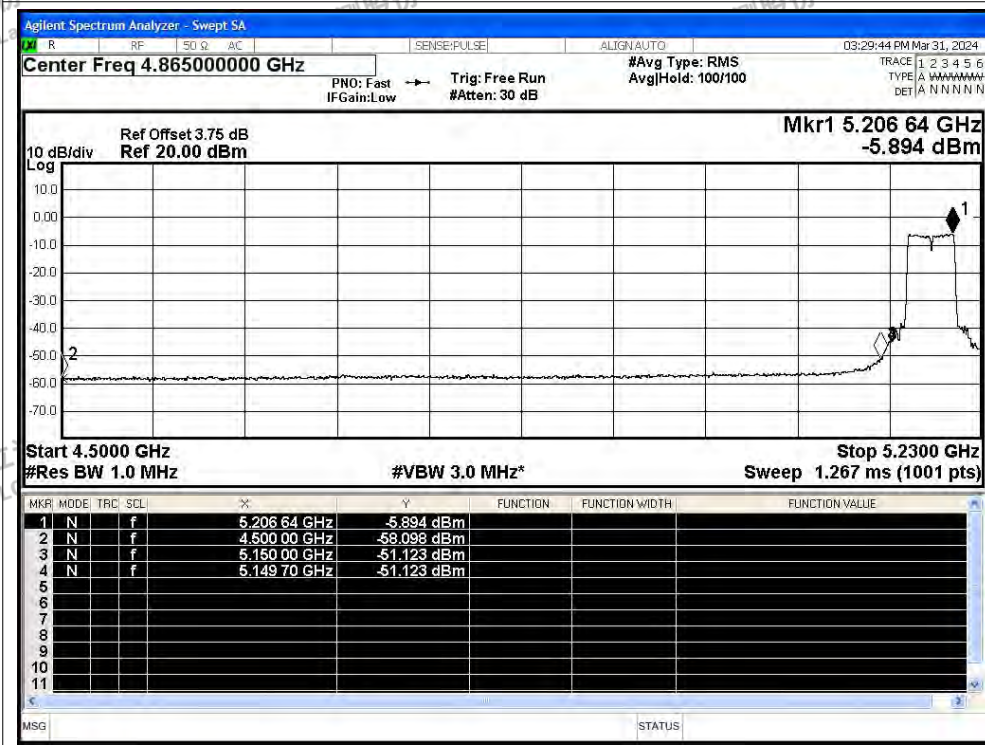 Agilent Spectrum Analyzer - Swept SA
LXI R RF 50 Ω AC SENSE:PULSE ALIGNAUTO 03:29:44 PM Mar 31, 2024
Center Freq 4.865000000 GHz #Avg Type: RMS TRACE 1 2 3 4 5 6
PNO: Fast Trig: Free Run Avg|Hold: 100/100 TYPE A WWWWW
IFGain:Low #Atten: 30 dB DET A N N N N N
Mkr1 5.206 64 GHz
Ref Offset 3.75 dB
10 dB/div Ref 20.00 dBm -5.894 dBm
Log
10.0
0.00
1
-10.0
-20.0
-30.0
-40.0
-50.0 2
-60.0
-70.0
Start 4.5000 GHz Stop 5.2300 GHz
#Res BW 1.0 MHz #VBW 3.0 MHz* Sweep 1.267 ms (1001 pts)
MKR MODE TRC SCL X Y FUNCTION FUNCTION WIDTH FUNCTION VALUE
1 N f 5.206 64 GHz -5.894 dBm
2 N f 4.500 00 GHz -58.098 dBm
3 N f 5.150 00 GHz -51.123 dBm
4 N f 5.149 70 GHz -51.123 dBm
5
6
7
8
9
10
11
MSG STATUS